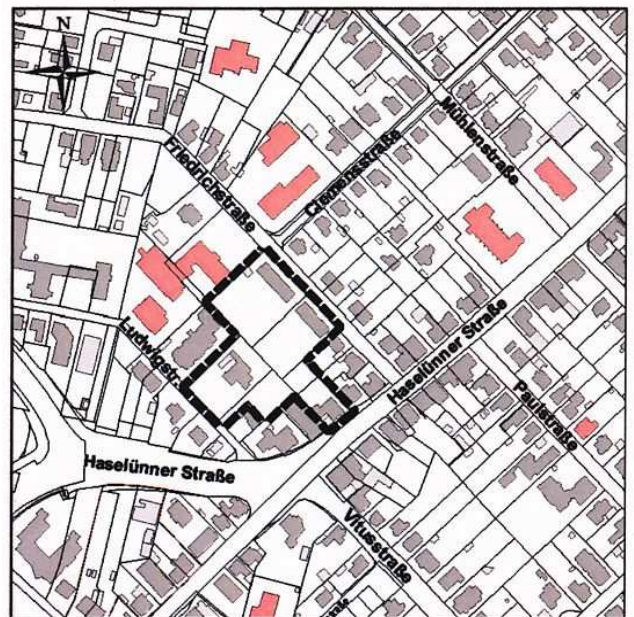 N
Friedrichstraße
Clemensstraße
Mühlenstraße
Ludwigstr.
Haselünner Straße
Paulstraße
Haselünner Straße
Vitusstraße